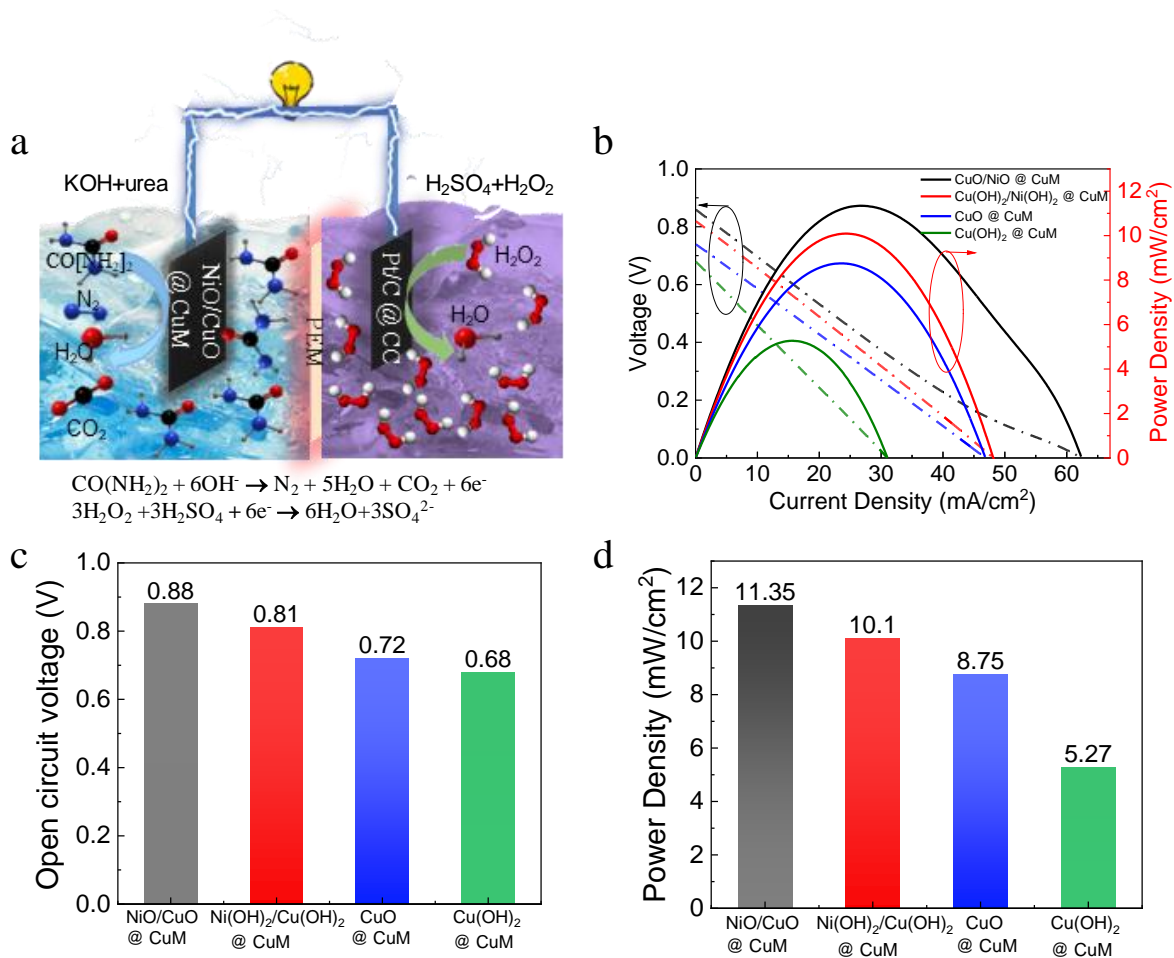 a
KOH+urea
H₂SO₄+H₂O₂
CO[NH₂]₂
N₂
H₂O
CO₂
NiO/CuO
@ CuM
PEM
Pt/C @ CC
H₂O₂
H₂O
CO(NH₂)₂ + 6OH⁻ → N₂ + 5H₂O + CO₂ + 6e⁻
3H₂O₂ +3H₂SO₄ + 6e⁻ → 6H₂O+3SO₄²⁻
b
CuO/NiO @ CuM
Cu(OH)₂/Ni(OH)₂ @ CuM
CuO @ CuM
Cu(OH)₂ @ CuM
Voltage (V)
1.0
0.8
0.6
0.4
0.2
0.0
0 10 20 30 40 50 60
Current Density (mA/cm²)
12
10
8
6
4
2
0
Power Density (mW/cm²)
c
Open circuit voltage (V)
1.0
0.8
0.6
0.4
0.2
0.0
0.88
0.81
0.72
0.68
NiO/CuO
@ CuM
Ni(OH)₂/Cu(OH)₂
@ CuM
CuO
@ CuM
Cu(OH)₂
@ CuM
d
Power Density (mW/cm²)
12
10
8
6
4
2
0
11.35
10.1
8.75
5.27
NiO/CuO
@ CuM
Ni(OH)₂/Cu(OH)₂
@ CuM
CuO
@ CuM
Cu(OH)₂
@ CuM